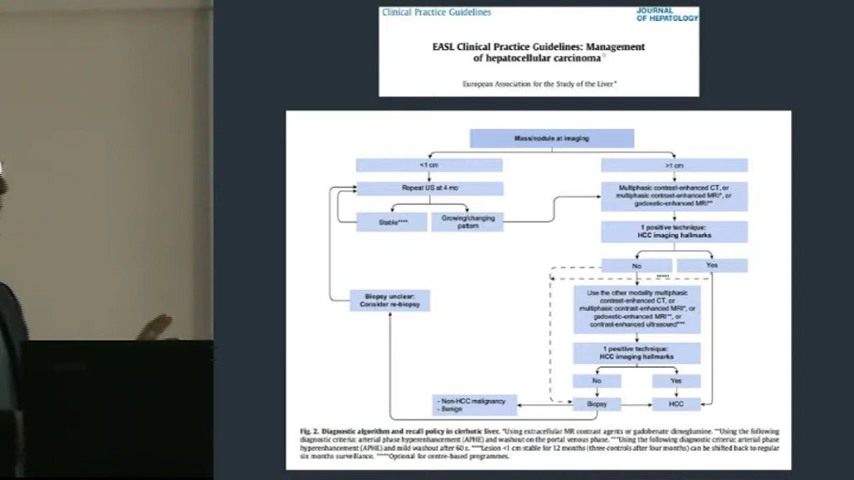 Clinical Practice Guidelines
JOURNAL
OF HEPATOLOGY
EASL Clinical Practice Guidelines: Management
of hepatocellular carcinoma
European Association for the Study of the Liver*
Mass/nodule at imaging
<1 cm
>1 cm
Repeat US at 4 mo
Multiphasic contrast-enhanced CT, or
multiphasic contrast-enhanced MRI*, or
gadoxetic-enhanced MRI**
Stable****
Growing/changing
pattern
1 positive technique:
HCC imaging hallmarks
No
Yes
*****
Use the other modality multiphasic
contrast-enhanced CT, or
multiphasic contrast-enhanced MRI*, or
gadoxetic-enhanced MRI**, or
contrast-enhanced ultrasound***
Biopsy unclear:
Consider re-biopsy
1 positive technique:
HCC imaging hallmarks
No
Yes
- Non-HCC malignancy
- Benign
Biopsy
HCC
Fig. 2. Diagnostic algorithm and recall policy in cirrhotic liver. *Using extracellular MR contrast agents or gadobenate dimeglumine. **Using the following
diagnostic criteria: arterial phase hyperenhancement (APHE) and washout on the portal venous phase. ***Using the following diagnostic criteria: arterial phase
hyperenhancement (APHE) and mild washout after 60 s. ****Lesion <1 cm stable for 12 months (three controls after four months) can be shifted back to regular
six months surveillance. *****Optional for centre-based programmes.